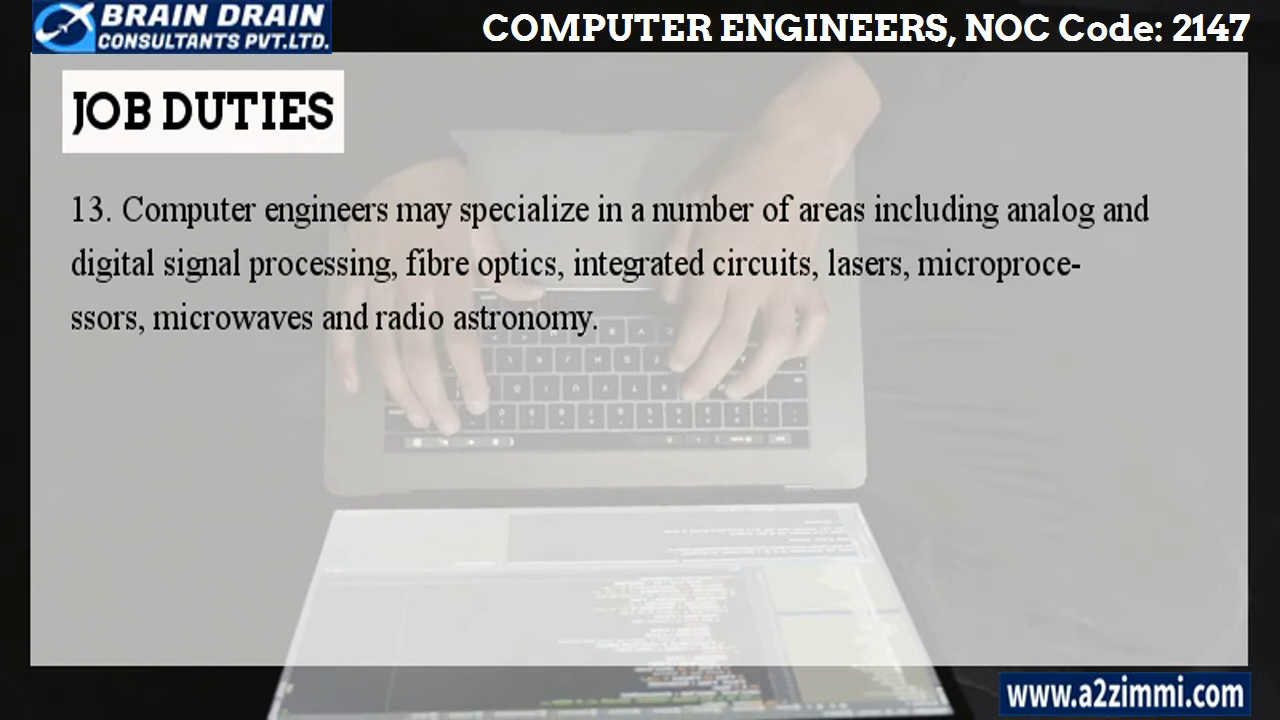 BRAIN DRAIN
CONSULTANTS PVT.LTD.
COMPUTER ENGINEERS, NOC Code: 2147
JOB DUTIES
13. Computer engineers may specialize in a number of areas including analog and
digital signal processing, fibre optics, integrated circuits, lasers, microproce-
ssors, microwaves and radio astronomy.
www.a2zimmi.com